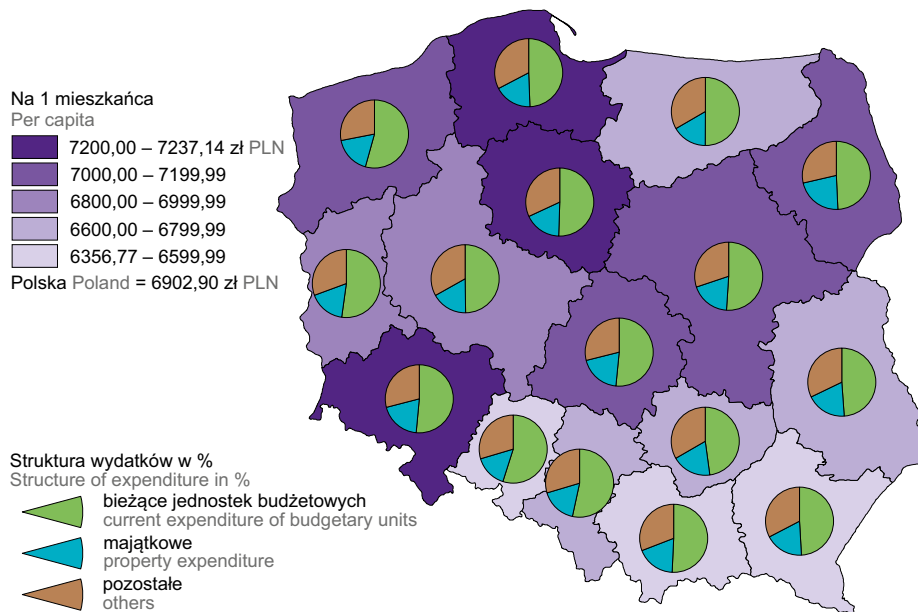 Na 1 mieszkańca
Per capita
7200,00 – 7237,14 zł PLN
7000,00 – 7199,99
6800,00 – 6999,99
6600,00 – 6799,99
6356,77 – 6599,99
Polska Poland = 6902,90 zł PLN
Struktura wydatków w %
Structure of expenditure in %
bieżące jednostek budżetowych
current expenditure of budgetary units
majątkowe
property expenditure
pozostałe
others